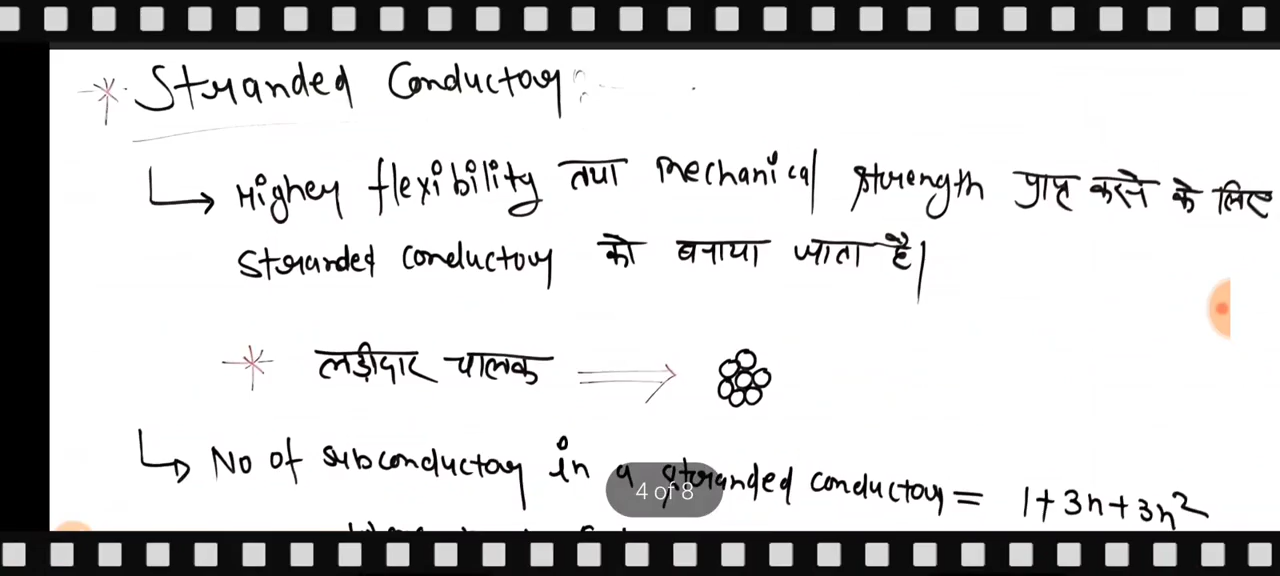 * Stranded Conductor:
↳ Higher flexibility तथा mechanical strength प्राप्त करने के लिए
stranded conductor को बनाया जाता है|
* लड़ीदार चालक ⟹
↳ No of subconductor in a stranded conductor = 1+3n+3n²
4 of 8